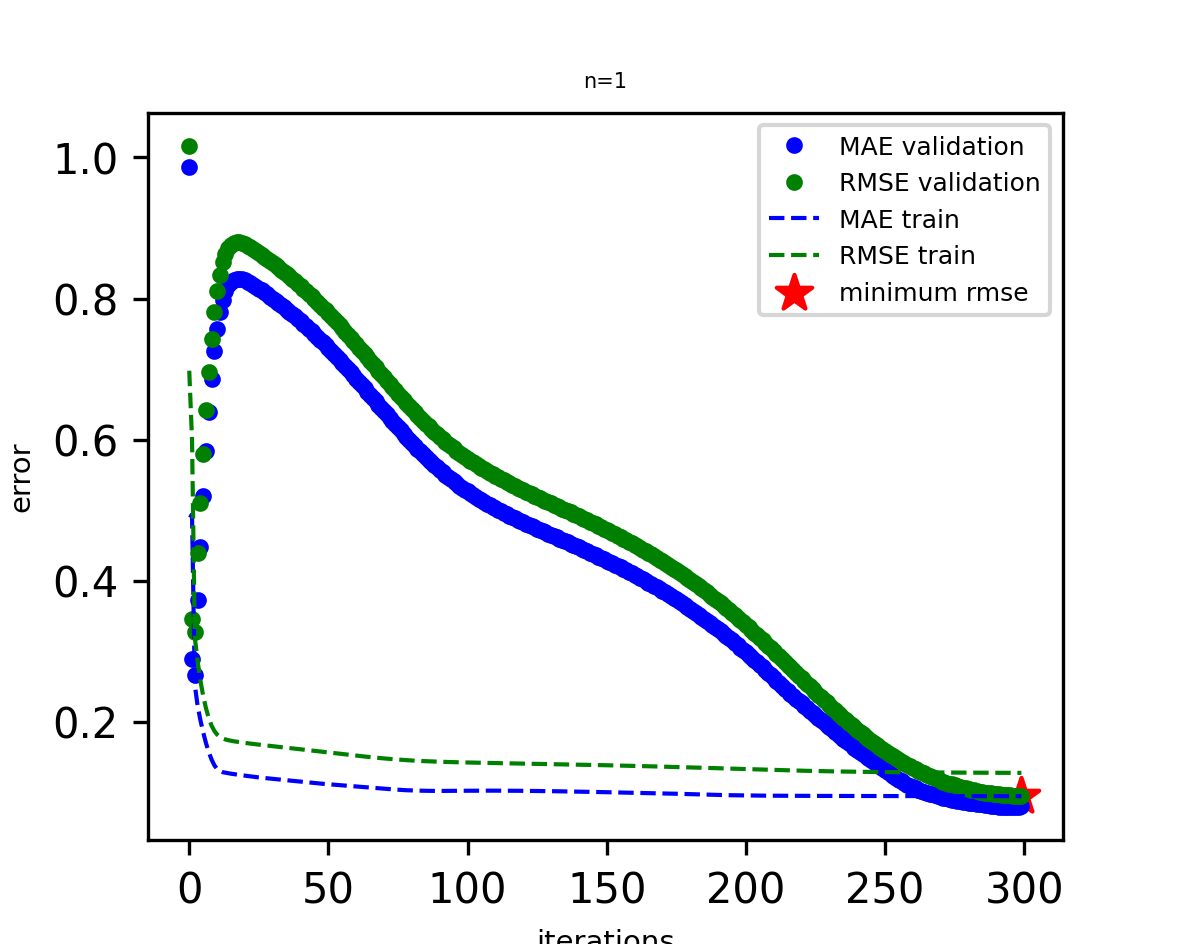 n=1
1.0
0.8
0.6
0.4
0.2
error
MAE validation
RMSE validation
MAE train
RMSE train
minimum rmse
0 50 100 150 200 250 300
iterations